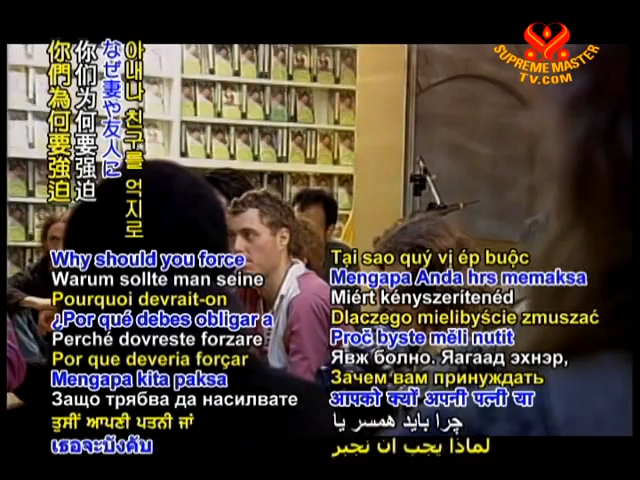 SUPREME MASTER
TV.COM
你們為何要強迫
你们为何要强迫
なぜ妻や友人に
아내나 친구를 억지로
Why should you force
Warum sollte man seine
Pourquoi devrait-on
¿Por qué debes obligar a
Perché dovreste forzare
Por que deveria forçar
Mengapa kita paksa
Защо трябва да насилвате
ਤੁਸੀਂ ਆਪਣੀ ਪਤਨੀ ਜਾਂ
เธอจะบังคับ
Tại sao quý vị ép buộc
Mengapa Anda hrs memaksa
Miért kényszerítenéd
Dlaczego mielibyście zmuszać
Proč byste měli nutit
Явж болно. Яагаад эхнэр,
Зачем вам принуждать
आपको क्यों अपनी पत्नी या
چرا باید همسر یا
لماذا يجب أن نجبر